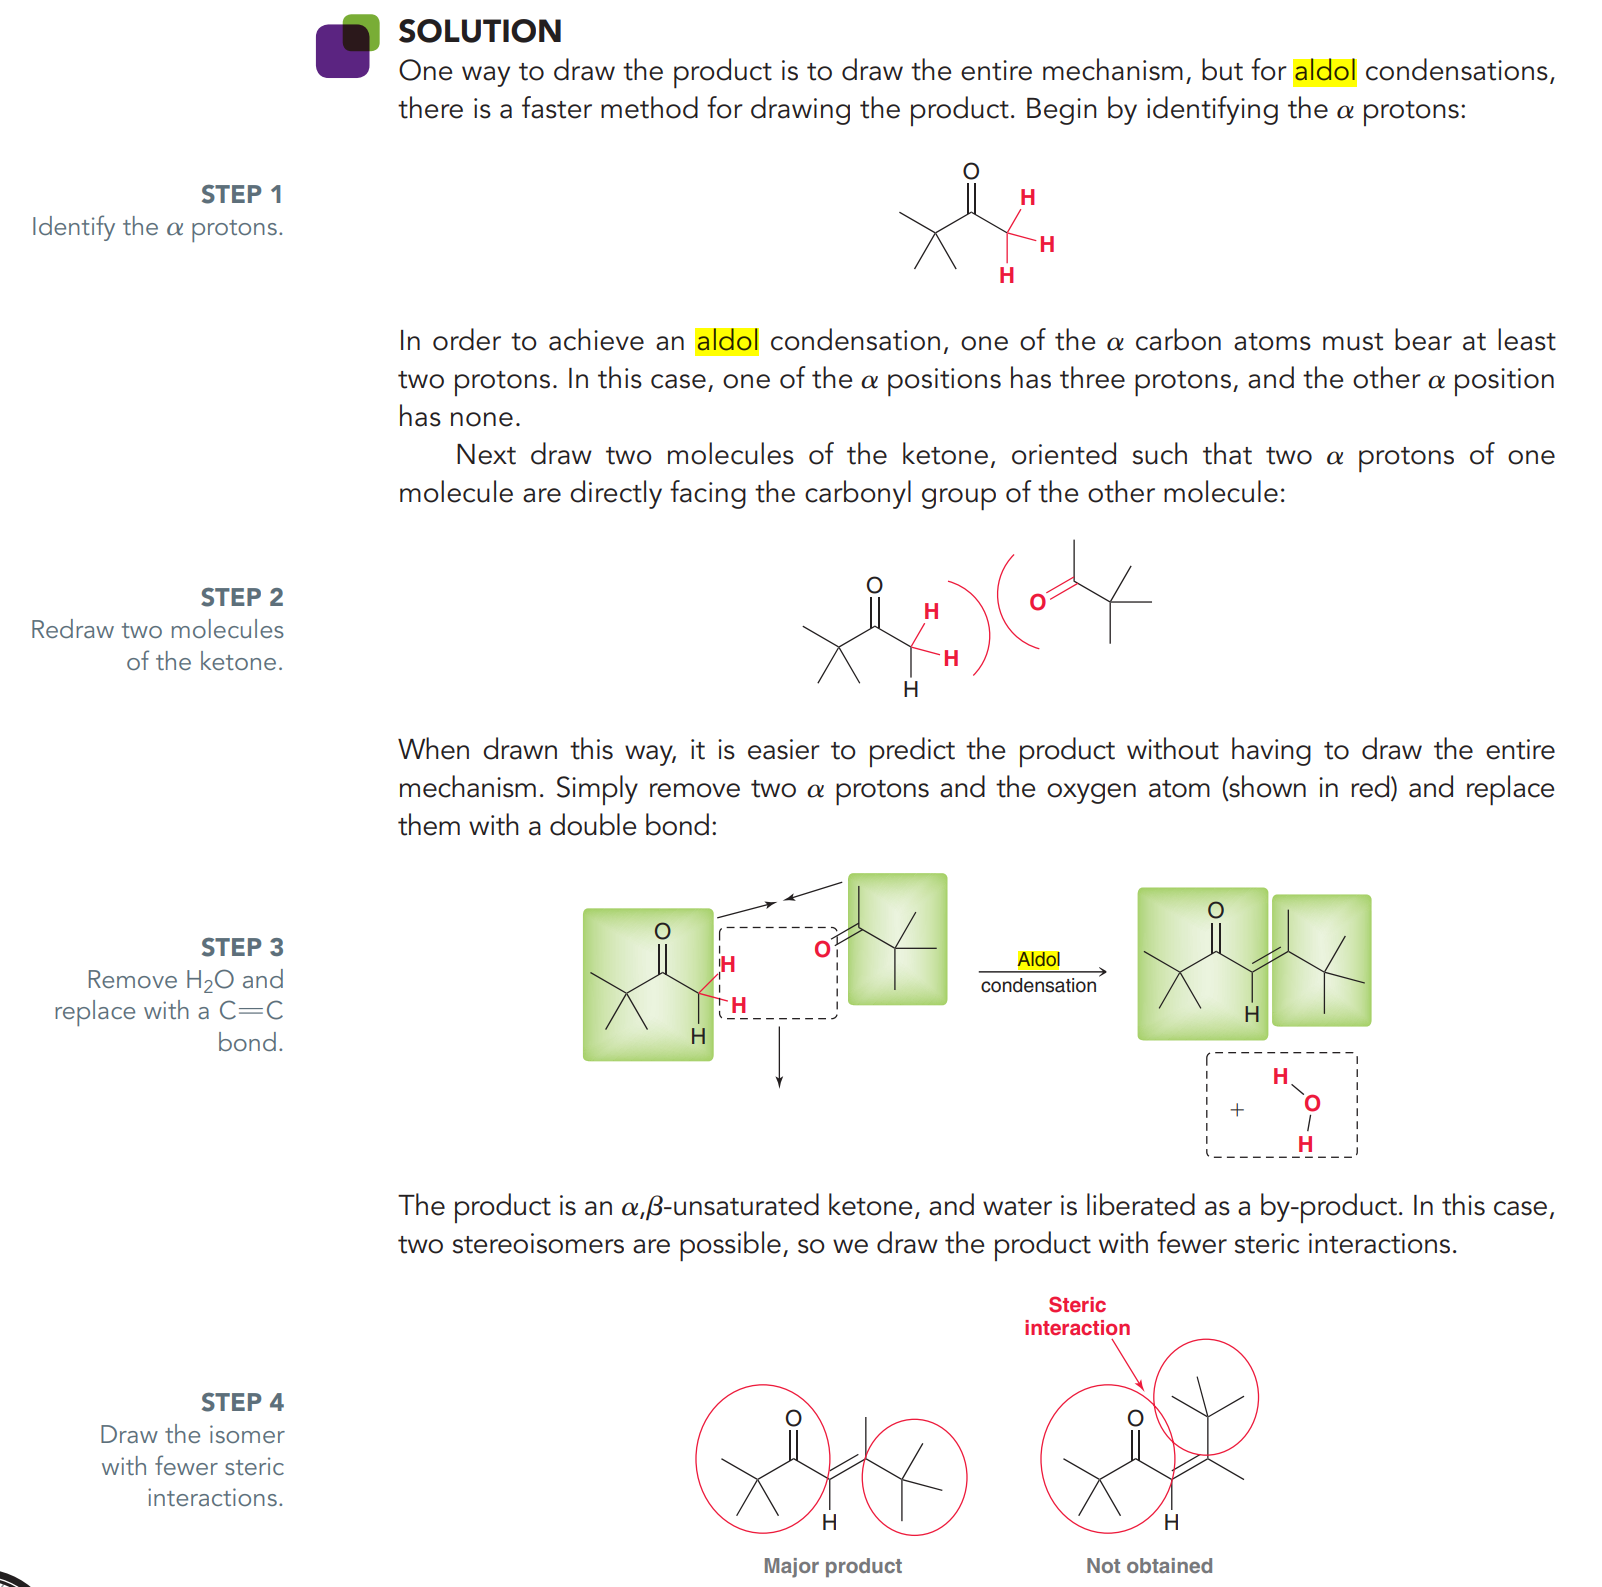 SOLUTION
One way to draw the product is to draw the entire mechanism, but for aldol condensations,
there is a faster method for drawing the product. Begin by identifying the α protons:
STEP 1
Identify the α protons.
O
H
H
H
In order to achieve an aldol condensation, one of the α carbon atoms must bear at least
two protons. In this case, one of the α positions has three protons, and the other α position
has none.
Next draw two molecules of the ketone, oriented such that two α protons of one
molecule are directly facing the carbonyl group of the other molecule:
STEP 2
Redraw two molecules
of the ketone.
O
H
H
H
O
When drawn this way, it is easier to predict the product without having to draw the entire
mechanism. Simply remove two α protons and the oxygen atom (shown in red) and replace
them with a double bond:
STEP 3
Remove H₂O and
replace with a C=C
bond.
O
H
H
H
O
Aldol
condensation
O
H
+
H
O
H
The product is an α,β-unsaturated ketone, and water is liberated as a by-product. In this case,
two stereoisomers are possible, so we draw the product with fewer steric interactions.
STEP 4
Draw the isomer
with fewer steric
interactions.
Steric
interaction
O
H
O
H
Major product
Not obtained